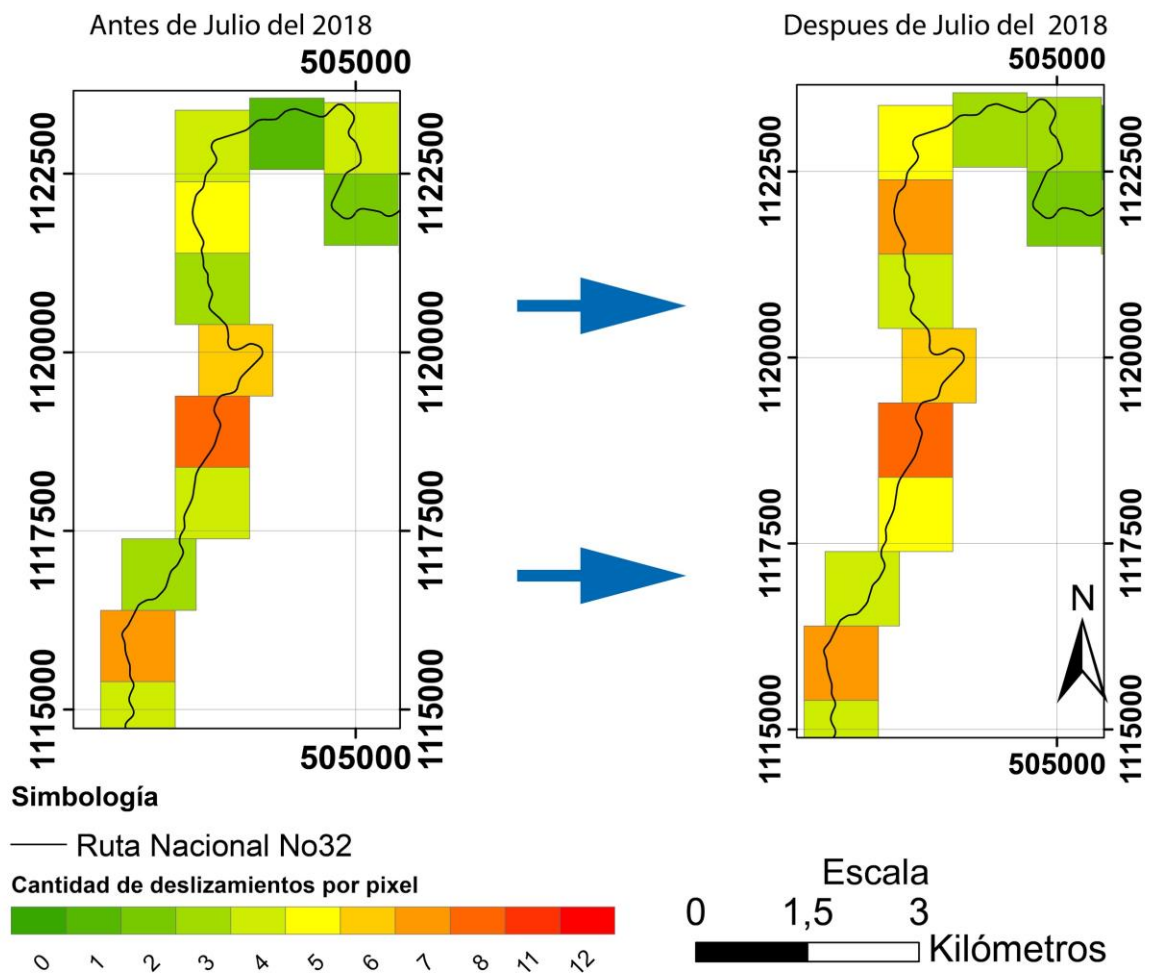 Antes de Julio del 2018
505000
1122500
1120000
1117500
1115000
1122500
1120000
1117500
1115000
505000
Despues de Julio del 2018
505000
1122500
1120000
1117500
1115000
1122500
1120000
1117500
1115000
505000
N
Simbología
Ruta Nacional No32
Cantidad de deslizamientos por pixel
0 1 2 3 4 5 6 7 8 11 12
Escala
0 1,5 3
Kilómetros